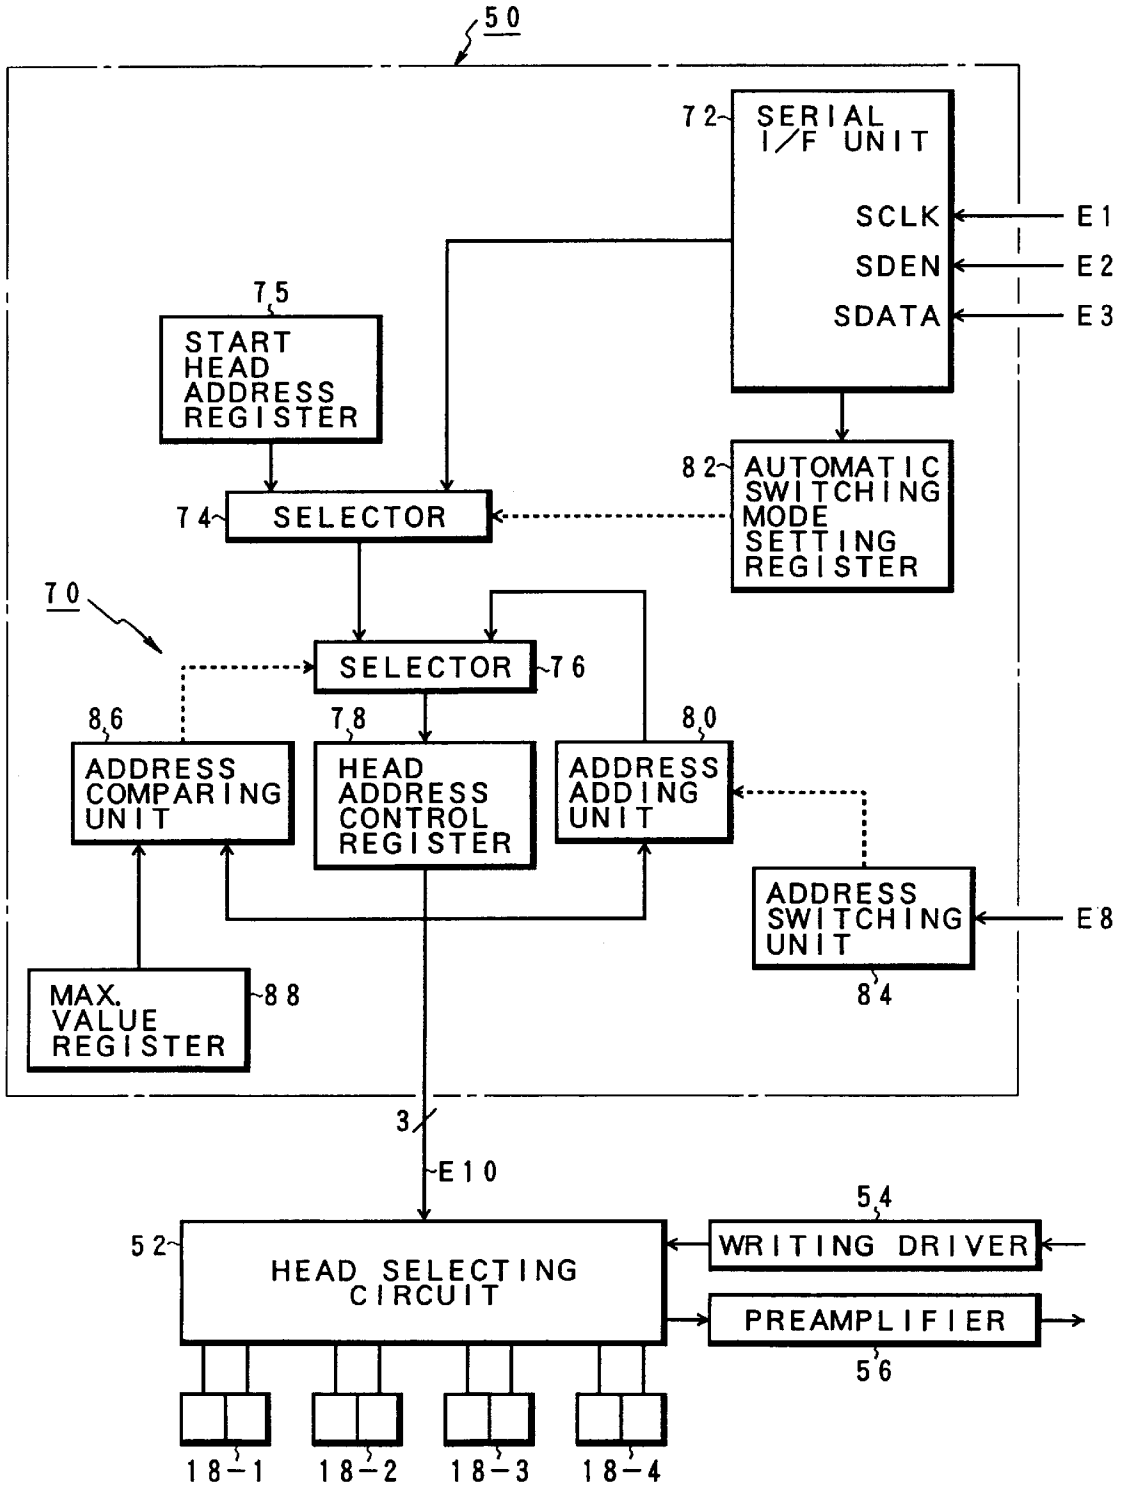 50
72
SERIAL
I/F UNIT
SCLK
E1
SDEN
E2
SDATA
E3
75
START
HEAD
ADDRESS
REGISTER
82
AUTOMATIC
SWITCHING
MODE
SETTING
REGISTER
74
SELECTOR
70
SELECTOR
76
86
ADDRESS
COMPARING
UNIT
78
HEAD
ADDRESS
CONTROL
REGISTER
80
ADDRESS
ADDING
UNIT
ADDRESS
SWITCHING
UNIT
E8
84
MAX.
VALUE
REGISTER
88
3
E10
52
HEAD SELECTING
CIRCUIT
54
WRITING DRIVER
PREAMPLIFIER
56
18-1
18-2
18-3
18-4